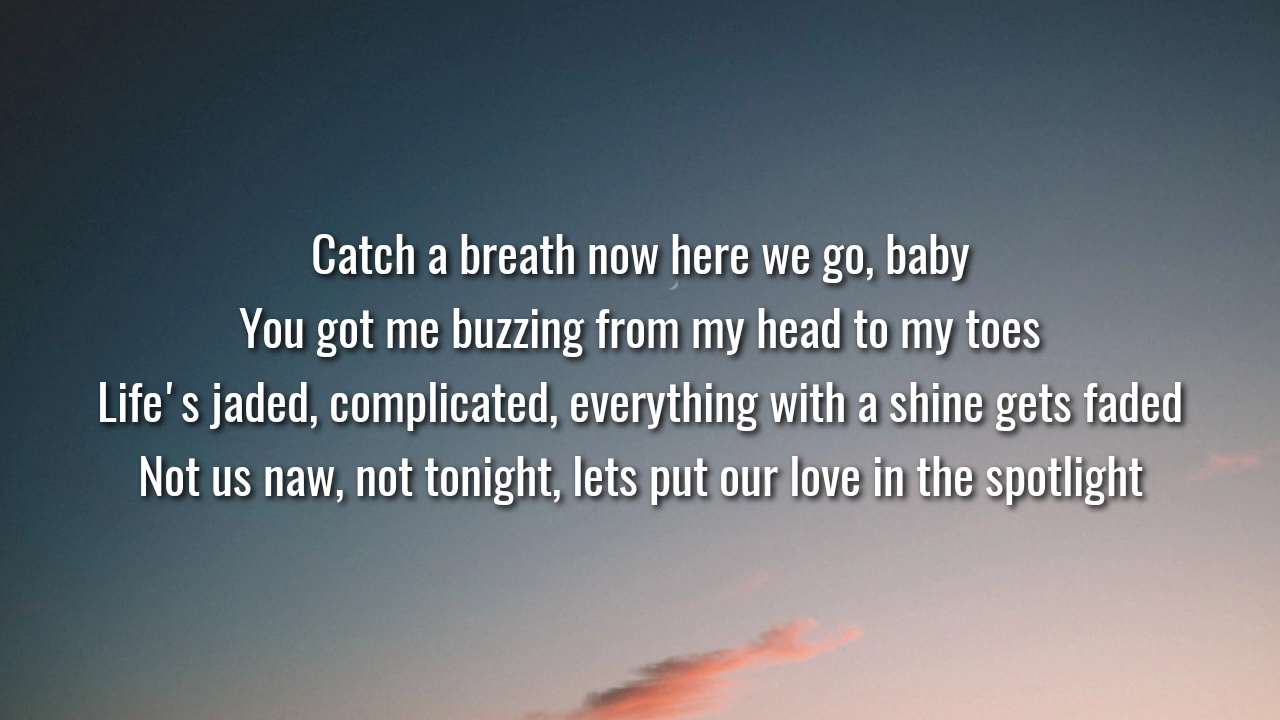 Catch a breath now here we go, baby
You got me buzzing from my head to my toes
Life's jaded, complicated, everything with a shine gets faded
Not us naw, not tonight, lets put our love in the spotlight